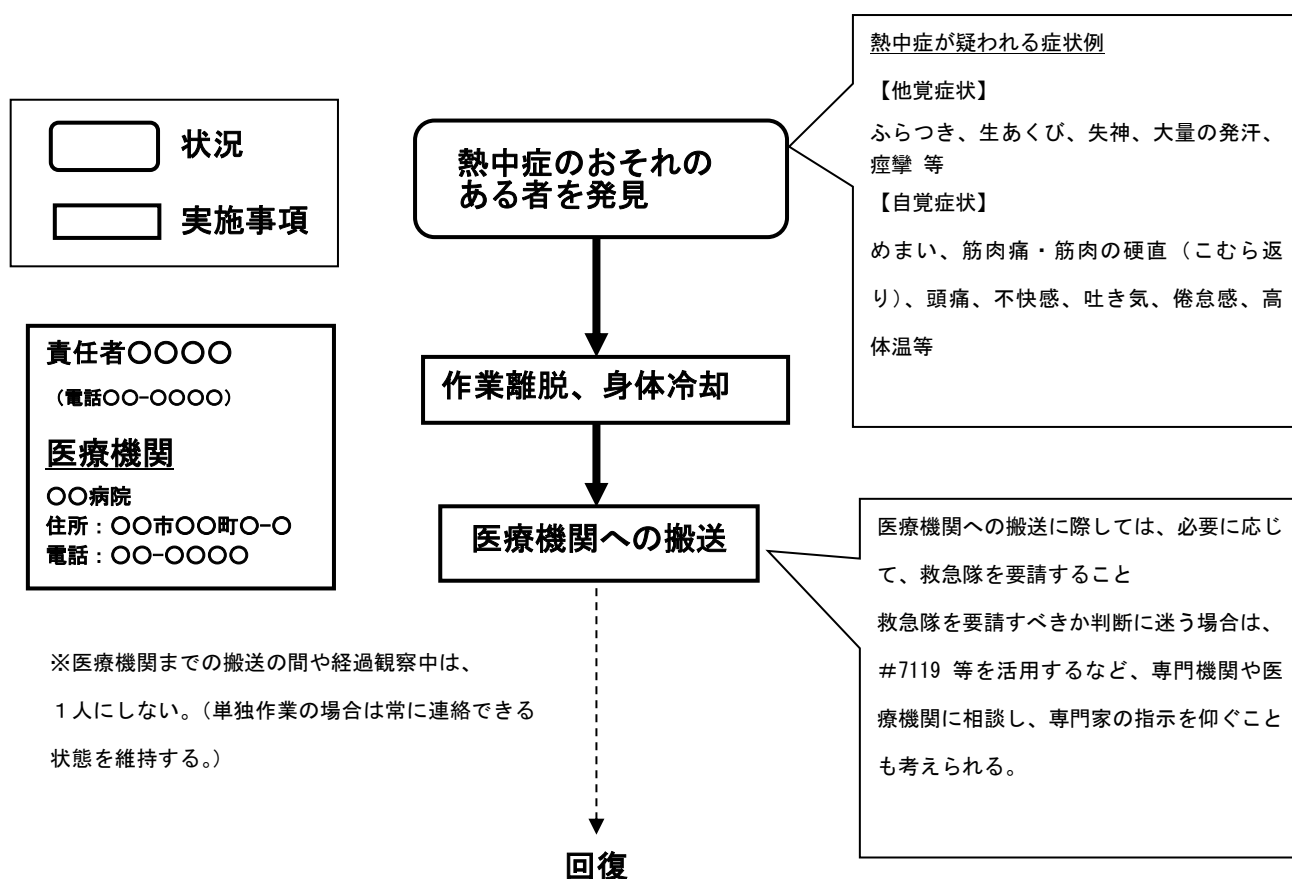 状況
実施事項
責任者〇〇〇〇
（電話〇〇-〇〇〇〇）
医療機関
〇〇病院
住所：〇〇市〇〇町〇-〇
電話：〇〇-〇〇〇〇
※医療機関までの搬送の間や経過観察中は、
１人にしない。（単独作業の場合は常に連絡できる
状態を維持する。）
熱中症のおそれの
ある者を発見
作業離脱、身体冷却
医療機関への搬送
回復
熱中症が疑われる症状例
【他覚症状】
ふらつき、生あくび、失神、大量の発汗、
痙攣 等
【自覚症状】
めまい、筋肉痛・筋肉の硬直（こむら返
り）、頭痛、不快感、吐き気、倦怠感、高
体温等
医療機関への搬送に際しては、必要に応じ
て、救急隊を要請すること
救急隊を要請すべきか判断に迷う場合は、
＃7119 等を活用するなど、専門機関や医
療機関に相談し、専門家の指示を仰ぐこと
も考えられる。